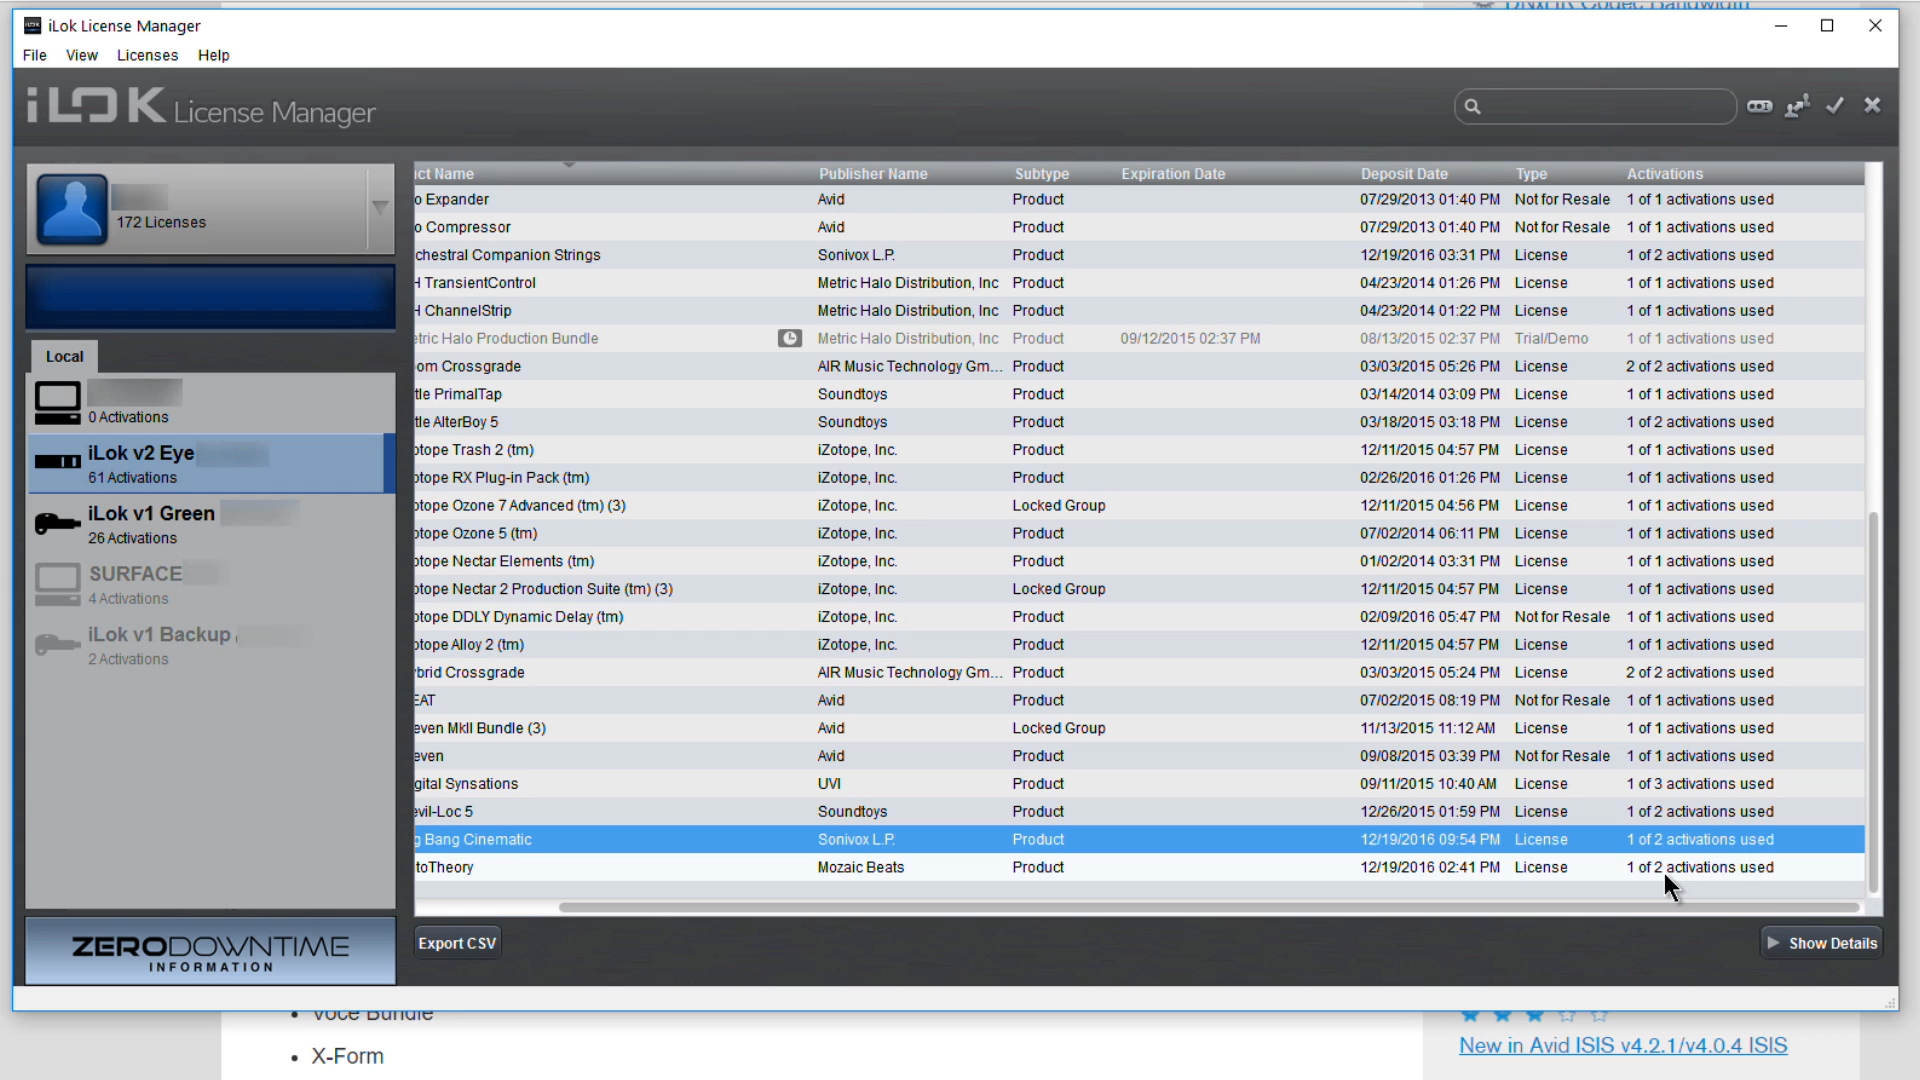 DNxHR Codec Bandwidth
iLok License Manager
File View Licenses Help
iLOK License Manager
172 Licenses
Local
0 Activations
iLok v2 Eye
61 Activations
iLok v1 Green
26 Activations
SURFACE
4 Activations
iLok v1 Backup
2 Activations
ZERODOWNTIME
INFORMATION
ict Name Publisher Name Subtype Expiration Date Deposit Date Type Activations
o Expander Avid Product 07/29/2013 01:40 PM Not for Resale 1 of 1 activations used
o Compressor Avid Product 07/29/2013 01:40 PM Not for Resale 1 of 1 activations used
chestral Companion Strings Sonivox L.P. Product 12/19/2016 03:31 PM License 1 of 2 activations used
H TransientControl Metric Halo Distribution, Inc Product 04/23/2014 01:26 PM License 1 of 1 activations used
H ChannelStrip Metric Halo Distribution, Inc Product 04/23/2014 01:22 PM License 1 of 1 activations used
etric Halo Production Bundle Metric Halo Distribution, Inc Product 09/12/2015 02:37 PM 08/13/2015 02:37 PM Trial/Demo 1 of 1 activations used
om Crossgrade AIR Music Technology Gm... Product 03/03/2015 05:26 PM License 2 of 2 activations used
tle PrimalTap Soundtoys Product 03/14/2014 03:09 PM License 1 of 1 activations used
tle AlterBoy 5 Soundtoys Product 03/18/2015 03:18 PM License 1 of 2 activations used
otope Trash 2 (tm) iZotope, Inc. Product 12/11/2015 04:57 PM License 1 of 1 activations used
otope RX Plug-in Pack (tm) iZotope, Inc. Product 02/26/2016 01:26 PM License 1 of 1 activations used
otope Ozone 7 Advanced (tm) (3) iZotope, Inc. Locked Group 12/11/2015 04:56 PM License 1 of 1 activations used
otope Ozone 5 (tm) iZotope, Inc. Product 07/02/2014 06:11 PM License 1 of 1 activations used
otope Nectar Elements (tm) iZotope, Inc. Product 01/02/2014 03:31 PM License 1 of 1 activations used
otope Nectar 2 Production Suite (tm) (3) iZotope, Inc. Locked Group 12/11/2015 04:57 PM License 1 of 1 activations used
otope DDLY Dynamic Delay (tm) iZotope, Inc. Product 02/09/2016 05:47 PM Not for Resale 1 of 1 activations used
otope Alloy 2 (tm) iZotope, Inc. Product 12/11/2015 04:57 PM License 1 of 1 activations used
ybrid Crossgrade AIR Music Technology Gm... Product 03/03/2015 05:24 PM License 2 of 2 activations used
EAT Avid Product 07/02/2015 08:19 PM Not for Resale 1 of 1 activations used
even MkII Bundle (3) Avid Locked Group 11/13/2015 11:12 AM License 1 of 1 activations used
even Avid Product 09/08/2015 03:39 PM Not for Resale 1 of 1 activations used
gital Synsations UVI Product 09/11/2015 10:40 AM License 1 of 3 activations used
evil-Loc 5 Soundtoys Product 12/26/2015 01:59 PM License 1 of 2 activations used
g Bang Cinematic Sonivox L.P. Product 12/19/2016 09:54 PM License 1 of 2 activations used
toTheory Mozaic Beats Product 12/19/2016 02:41 PM License 1 of 2 activations used
Export CSV
Show Details
• Voce Bundle
• X-Form
New in Avid ISIS v4.2.1/v4.0.4 ISIS